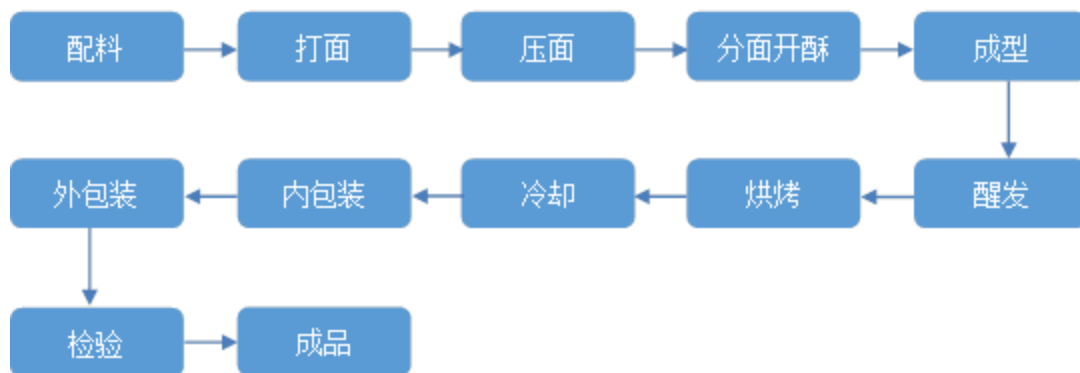 配料 打面 压面 分面开酥 成型
外包装 内包装 冷却 烘烤 醒发
检验 成品